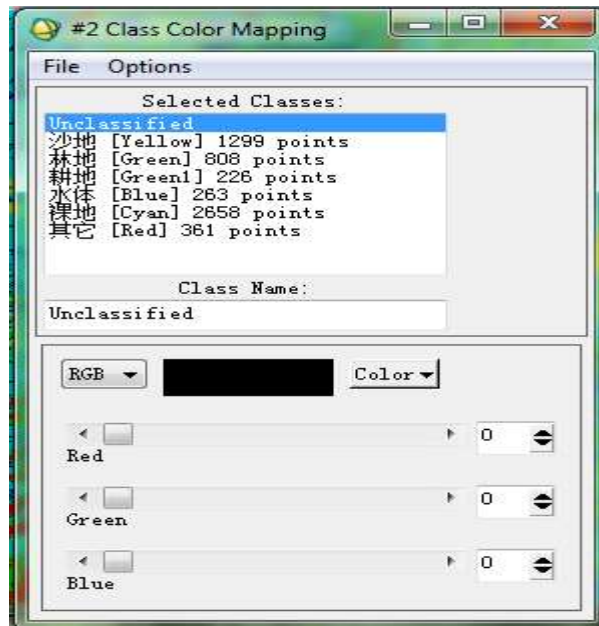 #2 Class Color Mapping
File Options
Selected Classes:
Unclassified
沙地 [Yellow] 1299 points
林地 [Green] 808 points
耕地 [Green1] 226 points
水体 [Blue] 263 points
裸地 [Cyan] 2658 points
其它 [Red] 361 points
Class Name:
Unclassified
RGB Color
0
Red
0
Green
0
Blue